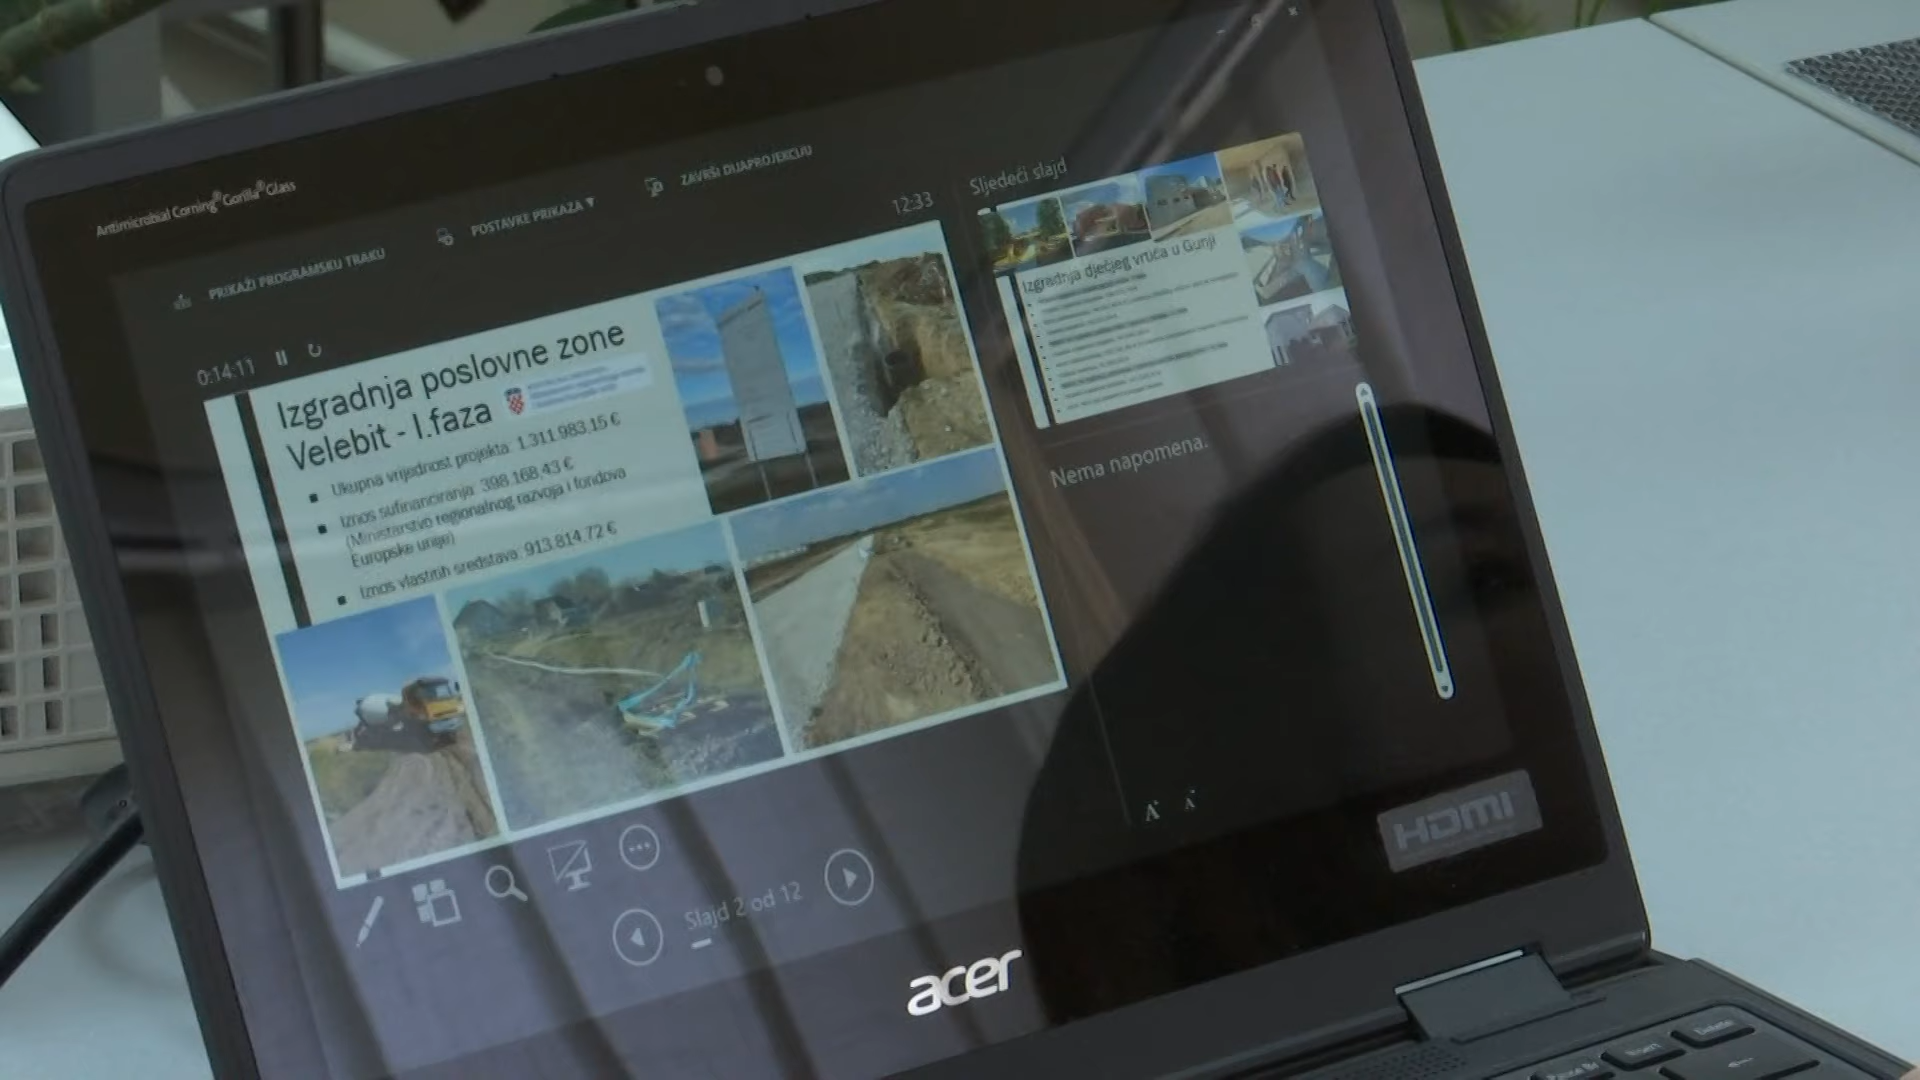 Antimicrobial Corning® Gorilla® Glass
PRIKAŽI PROGRAMSKU TRAKU
POSTAVKE PRIKAZA ▼
ZAVRŠI DIJAPROJEKCIJU
0:14:11
12:33
Izgradnja poslovne zone
Velebit - I.faza
▪ Ukupna vrijednost projekta: 1.311.983,15 €
▪ Iznos sufinanciranja: 398.168,43 €
(Ministarstvo regionalnog razvoja i fondova
Europske unije)
▪ Iznos vlastitih sredstava: 913.814,72 €
Sljedeći slajd
Izgradnja dječjeg vrtića u Gunji
Nema napomena.
A A
Slajd 2 od 12
HDMI
acer
Delete
Insert
Pause